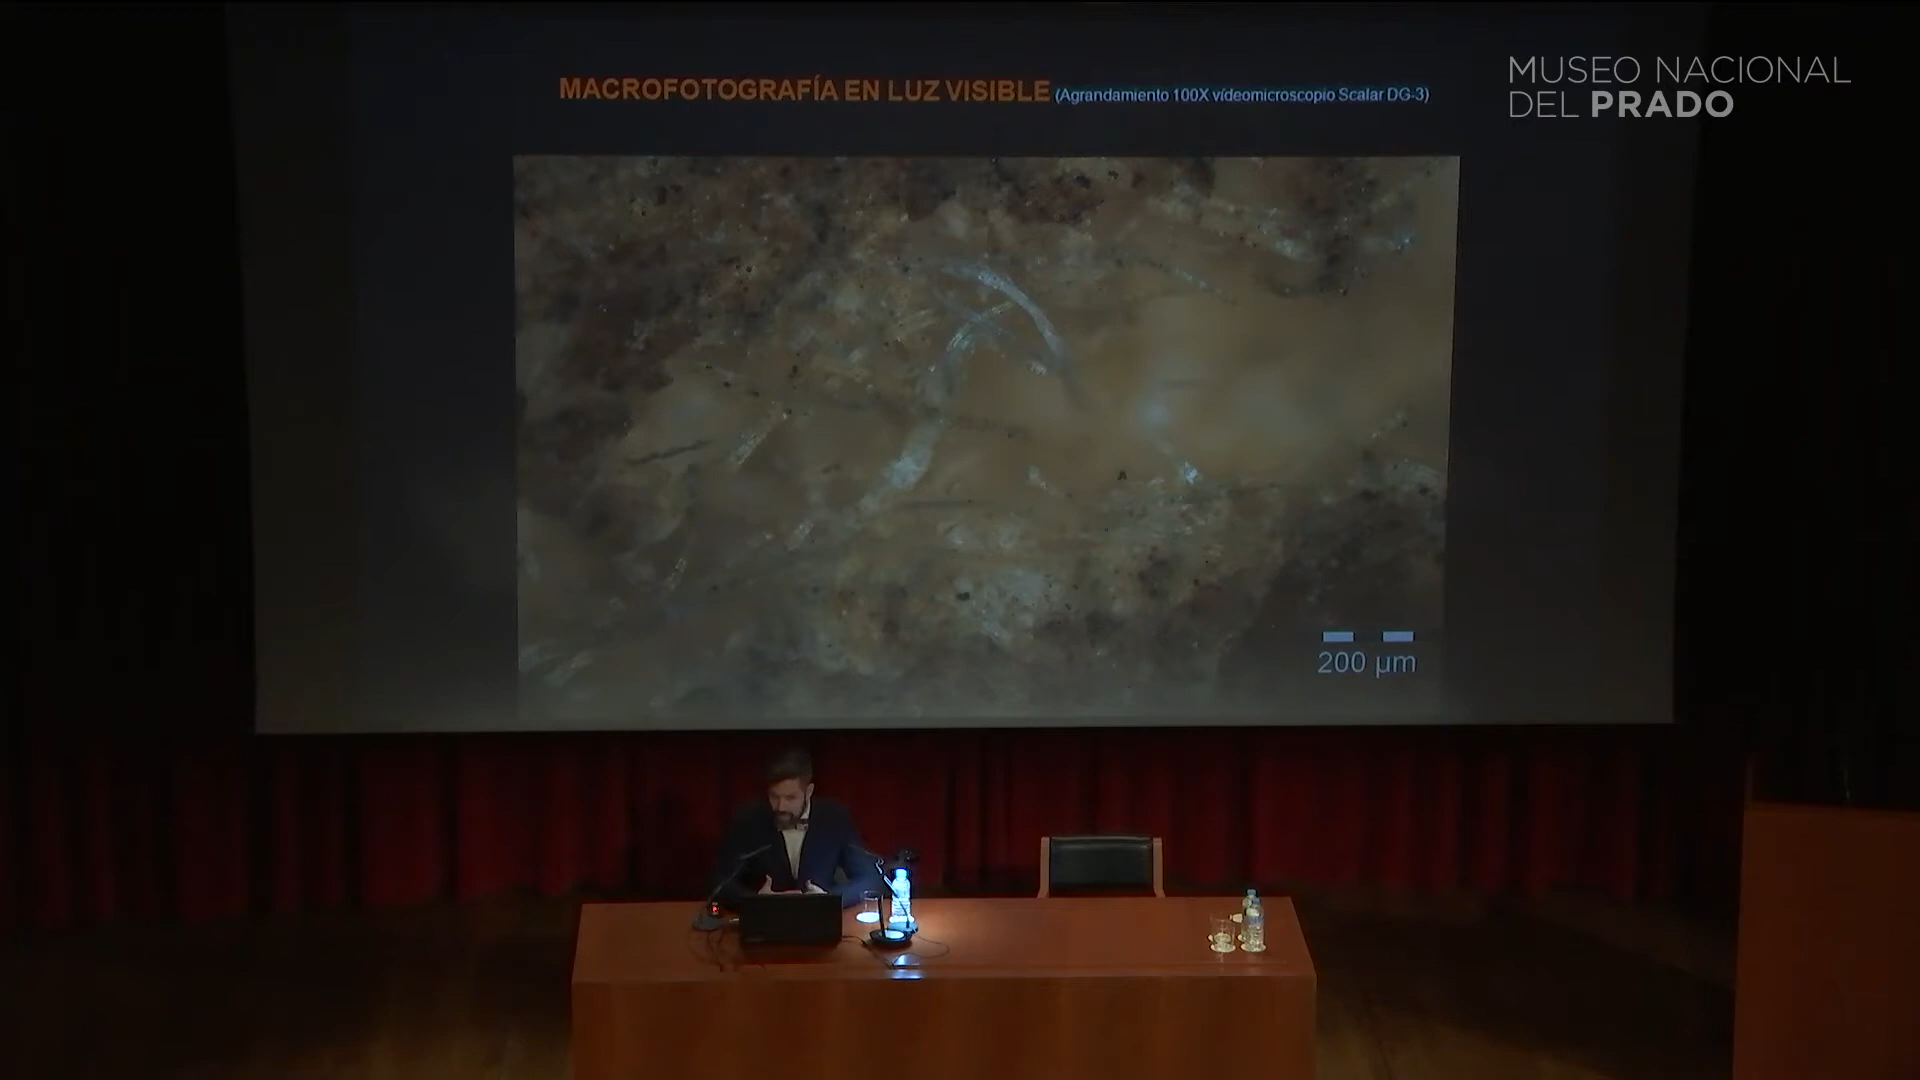 MACROFOTOGRAFÍA EN LUZ VISIBLE (Agrandamiento 100X vídeomicroscopio Scalar DG-3)
MUSEO NACIONAL
DEL PRADO
200 µm